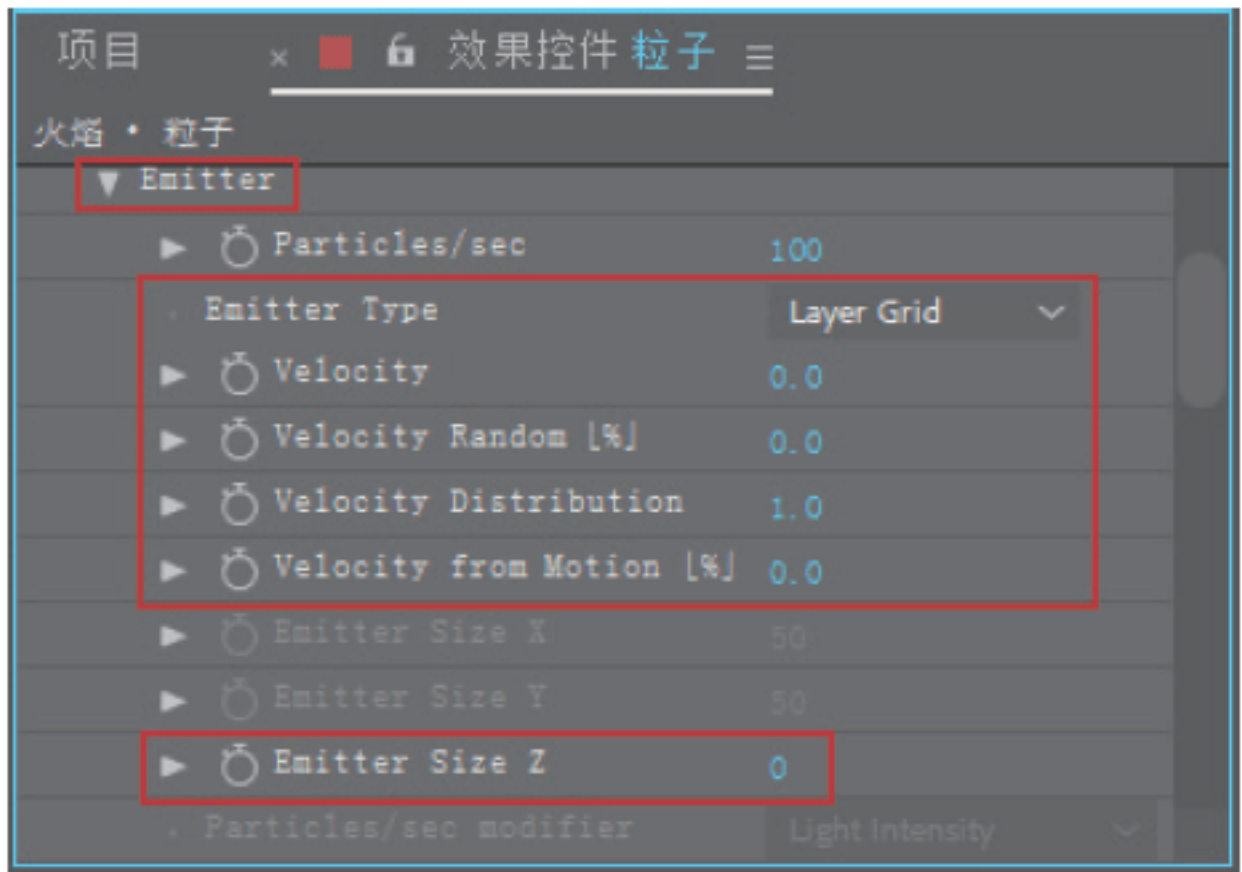 项目 × 效果控件 粒子 ≡
火焰 • 粒子
Emitter
Particles/sec 100
Emitter Type Layer Grid
Velocity 0.0
Velocity Random [%] 0.0
Velocity Distribution 1.0
Velocity from Motion [%] 0.0
Emitter Size X 50
Emitter Size Y 50
Emitter Size Z 0
Particles/sec modifier Light Intensity